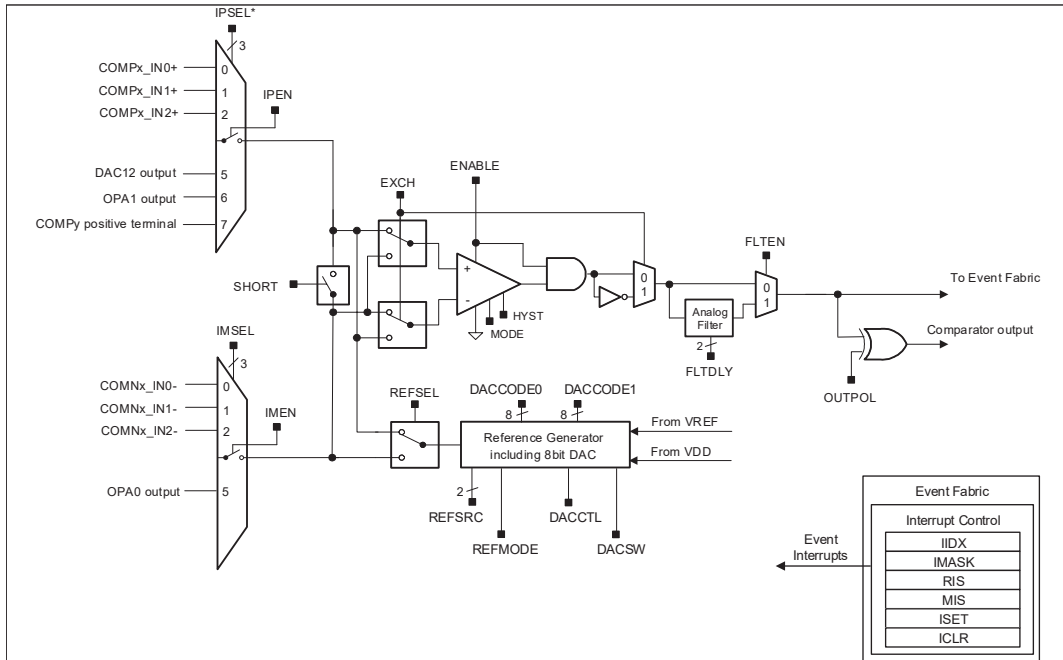 IPSEL*
3
COMPx_IN0+
0
COMPx_IN1+
1
COMPx_IN2+
2
IPEN
DAC12 output
5
OPA1 output
6
COMPy positive terminal
7
ENABLE
EXCH
FLTEN
SHORT
+
-
HYST
MODE
0
1
0
1
Analog
Filter
2
FLTDLY
To Event Fabric
Comparator output
OUTPOL
IMSEL
3
COMNx_IN0-
0
COMNx_IN1-
1
COMNx_IN2-
2
IMEN
OPA0 output
5
REFSEL
DACCODE0
DACCODE1
8
8
Reference Generator
including 8bit DAC
From VREF
From VDD
2
REFSRC
DACCTL
REFMODE
DACSW
Event
Interrupts
Event Fabric
Interrupt Control
IIDX
IMASK
RIS
MIS
ISET
ICLR